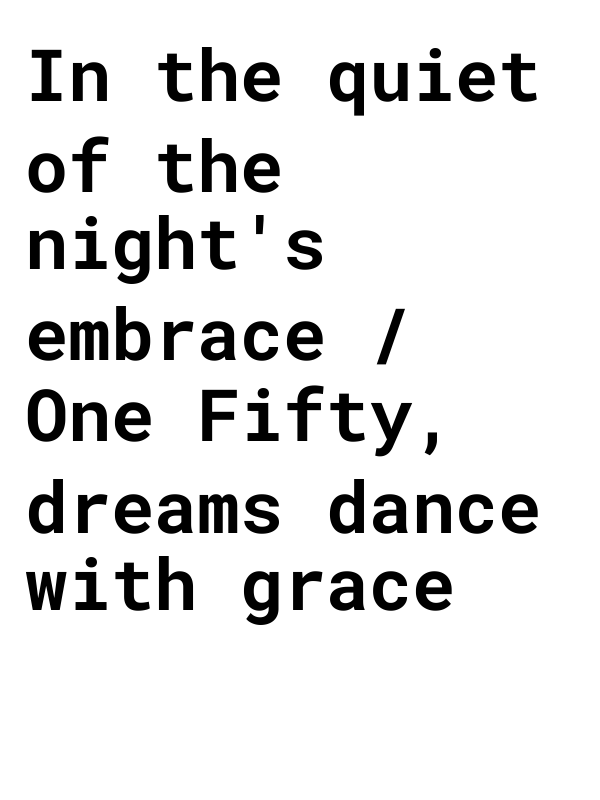 In the quiet
of the
night's
embrace /
One Fifty,
dreams dance
with grace